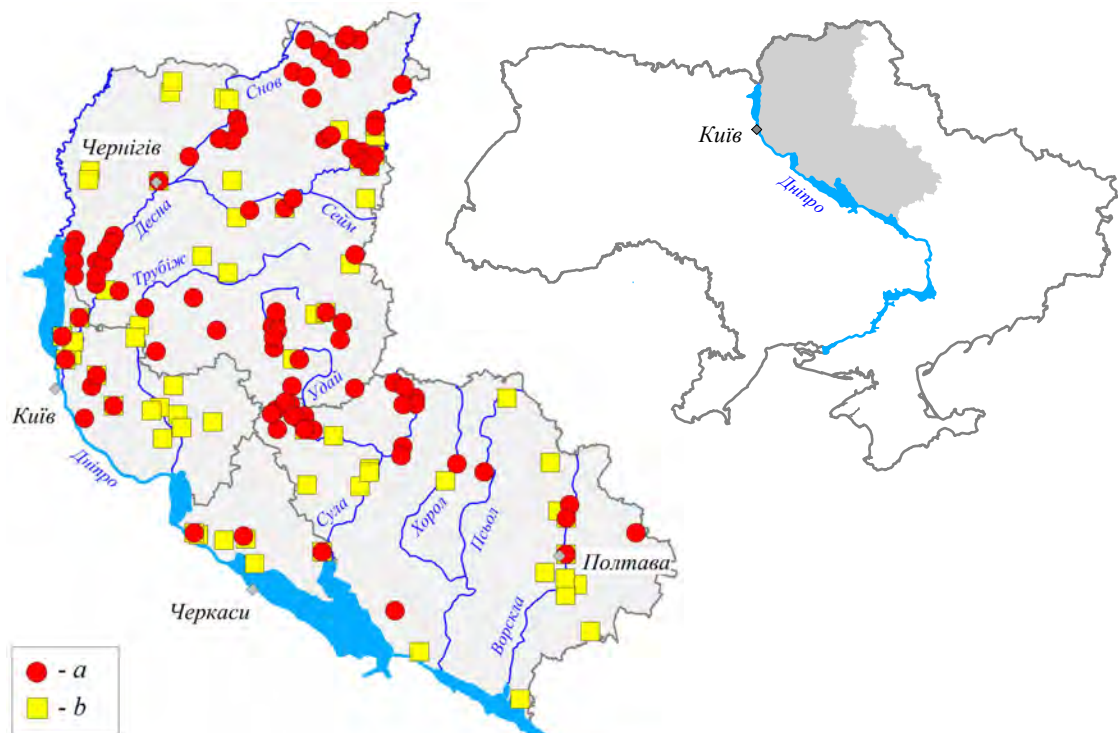 Снов
Чернігів
Київ
Десна
Сейм
Дніпро
Трубіж
Удай
Київ
Дніпро
Сула
Хорол
Псьол
Полтава
Черкаси
Ворскла
- a
- b